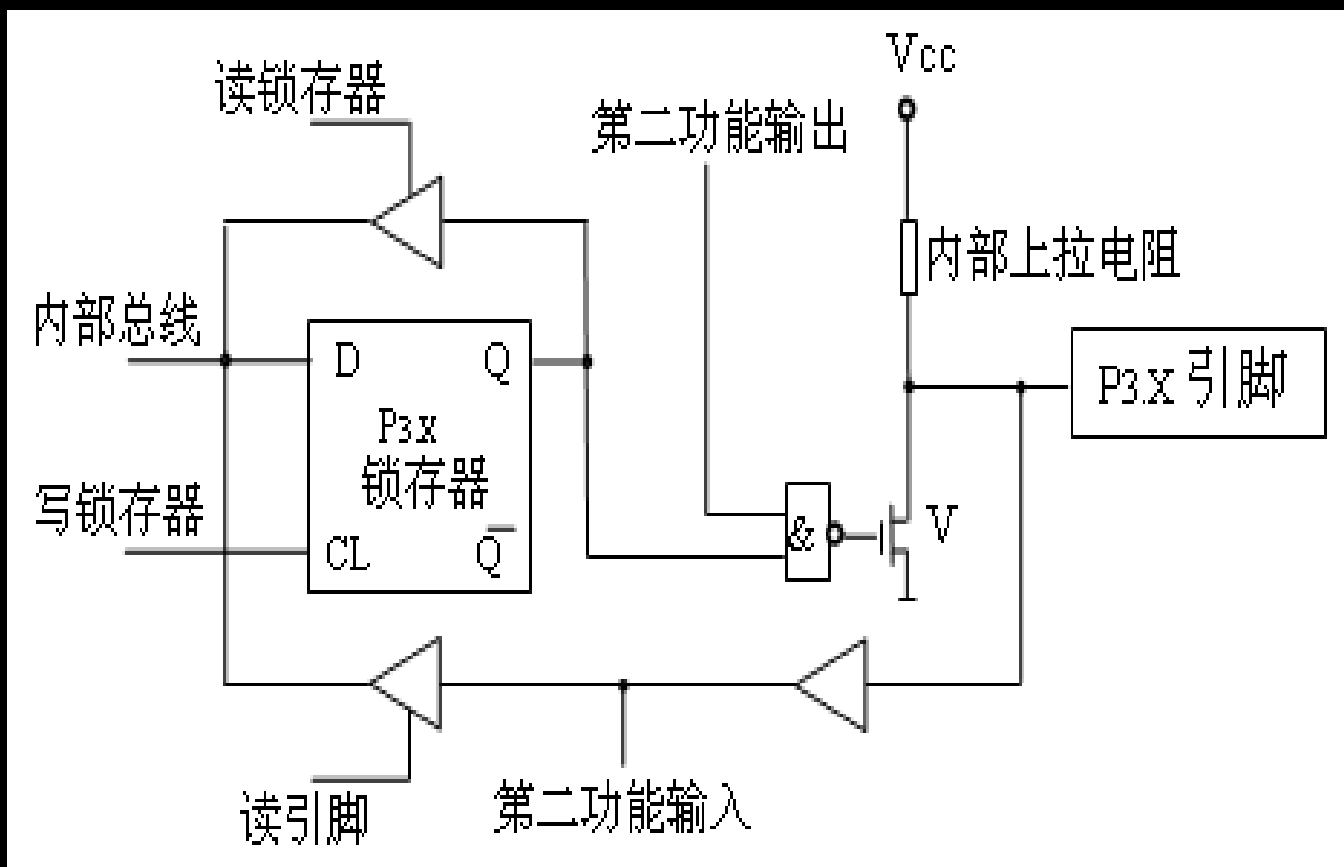 Vcc
读锁存器
第二功能输出
内部上拉电阻
内部总线
D
Q
P3.X 引脚
P3.X
锁存器
写锁存器
CL
Q̅
&
V
读引脚
第二功能输入